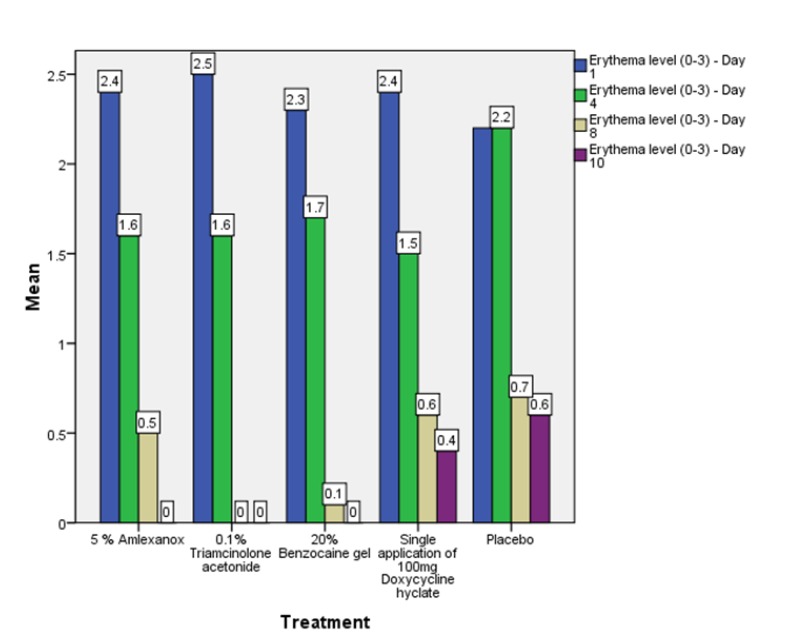 Mean
2.5
2
1.5
1
0.5
0
2.4
1.6
0.5
0
2.5
1.6
0
0
2.3
1.7
0.1
0
2.4
1.5
0.6
0.4
2.2
0.7
0.6
5 % Amlexanox
0.1%
Triamcinolone
acetonide
20%
Benzocaine gel
Single
application of
100mg
Doxycycline
hyclate
Placebo
Treatment
Erythema level (0-3) - Day
1
Erythema level (0-3) - Day
4
Erythema level (0-3) - Day
8
Erythema level (0-3) - Day
10